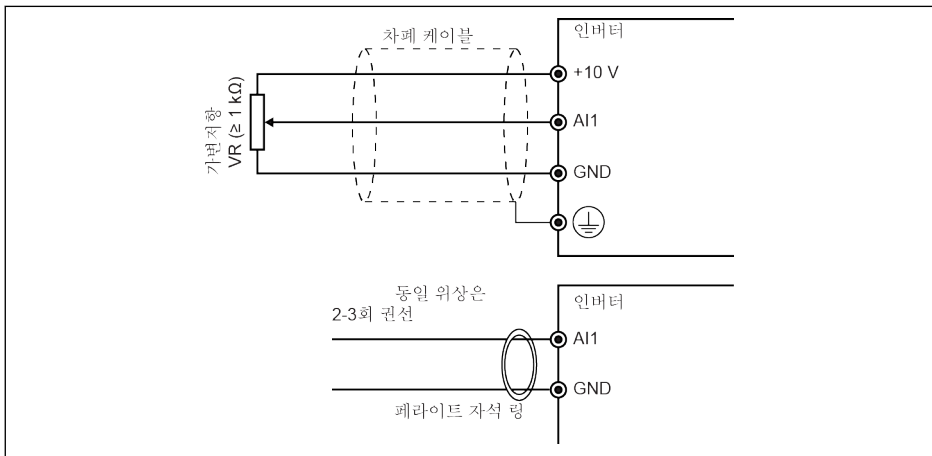 인버터
차폐 케이블
+10 V
가변저항
VR (≥ 1 kΩ)
AI1
GND
동일 위상은
2-3회 권선
인버터
AI1
GND
페라이트 자석 링